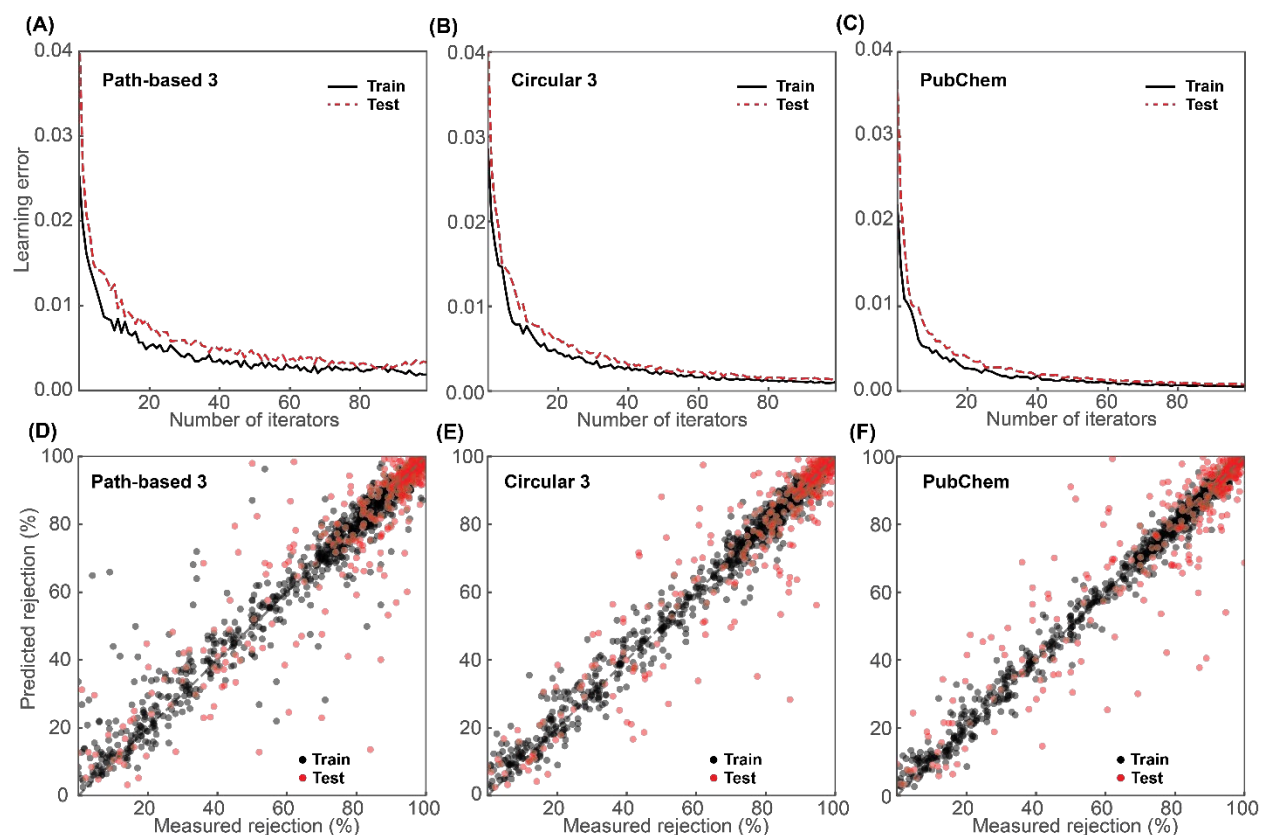 (A)
(B)
(C)
Path-based 3
Train
Test
Circular 3
Train
Test
PubChem
Train
Test
Learning error
0.04
0.03
0.02
0.01
0.00
0.04
0.03
0.02
0.01
0.00
0.04
0.03
0.02
0.01
0.00
20
40
60
80
20
40
60
80
20
40
60
80
Number of iterators
Number of iterators
Number of iterators
(D)
(E)
(F)
Path-based 3
Train
Test
Circular 3
Train
Test
PubChem
Train
Test
Predicted rejection (%)
100
80
60
40
20
0
100
80
60
40
20
0
100
80
60
40
20
0
20
40
60
80
100
20
40
60
80
100
20
40
60
80
100
Measured rejection (%)
Measured rejection (%)
Measured rejection (%)